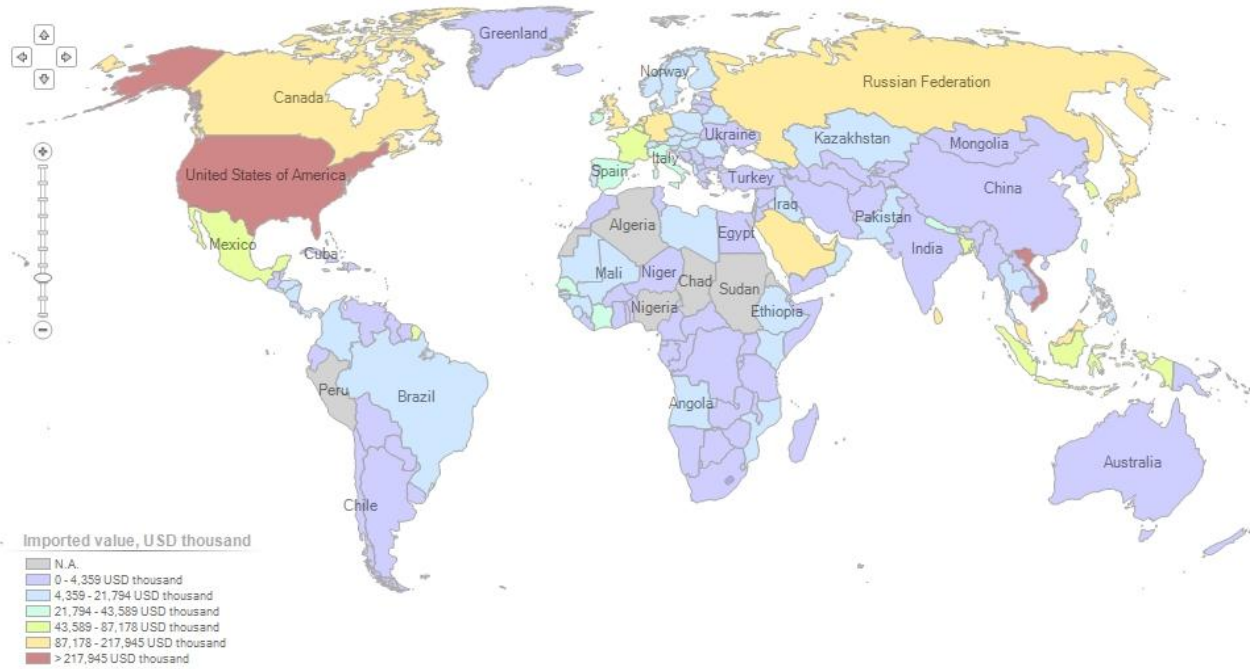 Greenland
Norway
Russian Federation
Canada
Ukraine
Kazakhstan
Mongolia
Italy
Spain
United States of America
Turkey
China
Iraq
Pakistan
Algeria
Egypt
Mexico
Cuba
India
Mali
Niger
Chad
Sudan
Nigeria
Ethiopia
Peru
Brazil
Angola
Australia
Chile
Imported value, USD thousand
N.A.
0 - 4,359 USD thousand
4,359 - 21,794 USD thousand
21,794 - 43,589 USD thousand
43,589 - 87,178 USD thousand
87,178 - 217,945 USD thousand
> 217,945 USD thousand